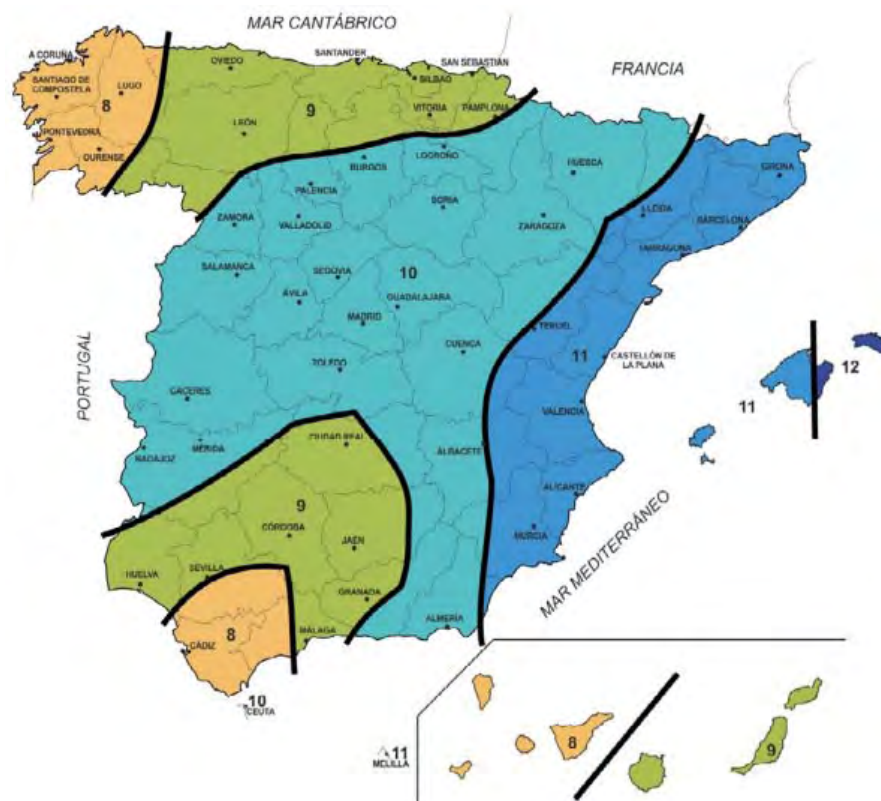 MAR CANTÁBRICO
A CORUÑA
OVIEDO
SANTANDER
SAN SEBASTIÁN
FRANCIA
SANTIAGO DE
COMPOSTELA
LUGO
BILBAO
8
9
VITORIA
PAMPLONA
LEÓN
PONTEVEDRA
OURENSE
LOGROÑO
BURGOS
HUESCA
GIRONA
PALENCIA
SORIA
ZAMORA
VALLADOLID
ZARAGOZA
LLEIDA
BARCELONA
TARRAGONA
SALAMANCA
SEGOVIA
10
ÁVILA
GUADALAJARA
MADRID
TERUEL
CUENCA
11
CASTELLÓN DE
LA PLANA
TOLEDO
12
PORTUGAL
CÁCERES
VALENCIA
11
CIUDAD REAL
MÉRIDA
BADAJOZ
ALBACETE
ALICANTE
9
CÓRDOBA
MURCIA
MAR MEDITERRÁNEO
JAÉN
SEVILLA
HUELVA
GRANADA
ALMERÍA
MÁLAGA
8
CÁDIZ
10
CEUTA
11
MELILLA
8
9